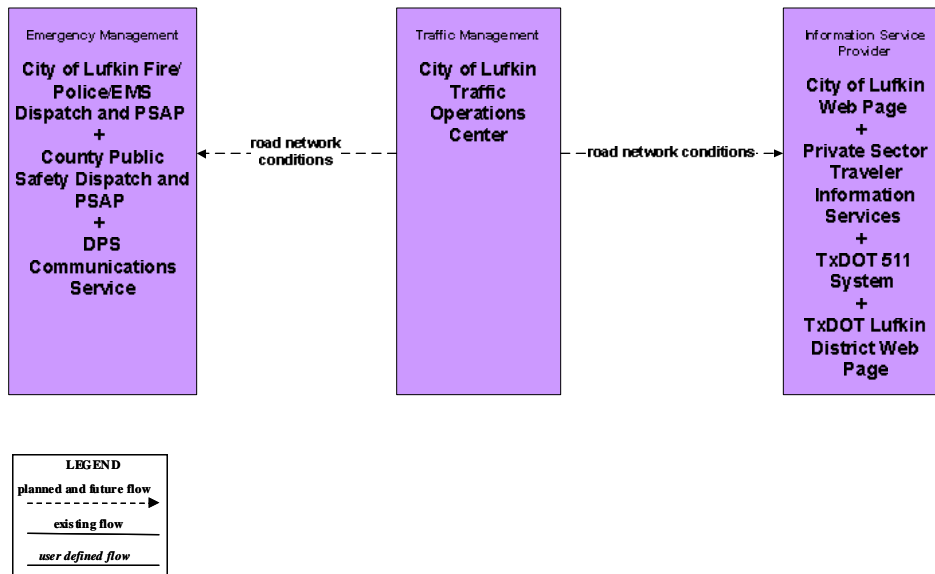 Emergency Management
City of Lufkin Fire/
Police/EMS
Dispatch and PSAP
+
County Public
Safety Dispatch and
PSAP
+
DPS
Communications
Service
road network
conditions
Traffic Management
City of Lufkin
Traffic
Operations
Center
road network conditions
Information Service
Provider
City of Lufkin
Web Page
+
Private Sector
Traveler
Information
Services
+
TxDOT 511
System
+
TxDOT Lufkin
District Web
Page
LEGEND
planned and future flow
existing flow
user defined flow